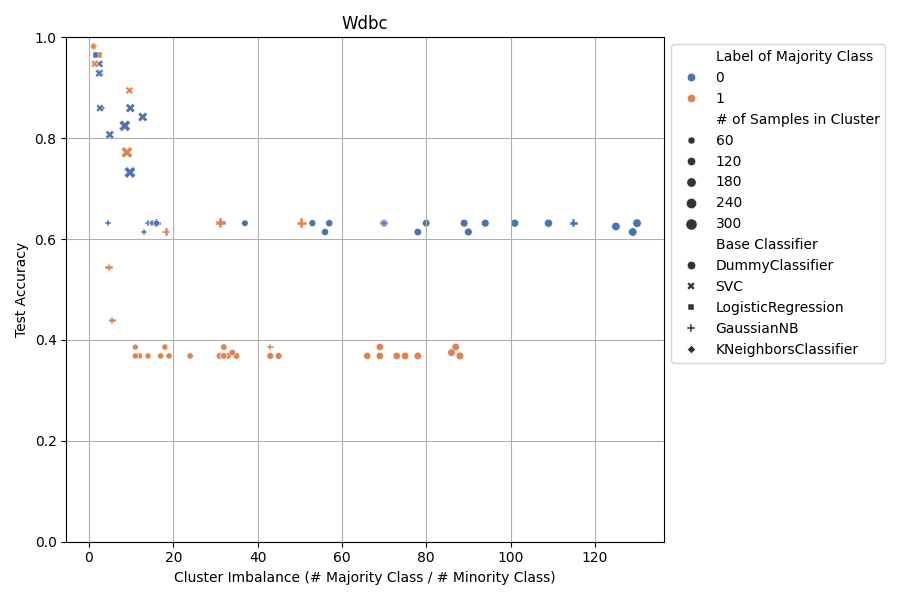 Wdbc
1.0
0.8
0.6
0.4
0.2
0.0
Test Accuracy
0 20 40 60 80 100 120
Cluster Imbalance (# Majority Class / # Minority Class)
Label of Majority Class
0
1
# of Samples in Cluster
60
120
180
240
300
Base Classifier
DummyClassifier
SVC
LogisticRegression
GaussianNB
KNeighborsClassifier